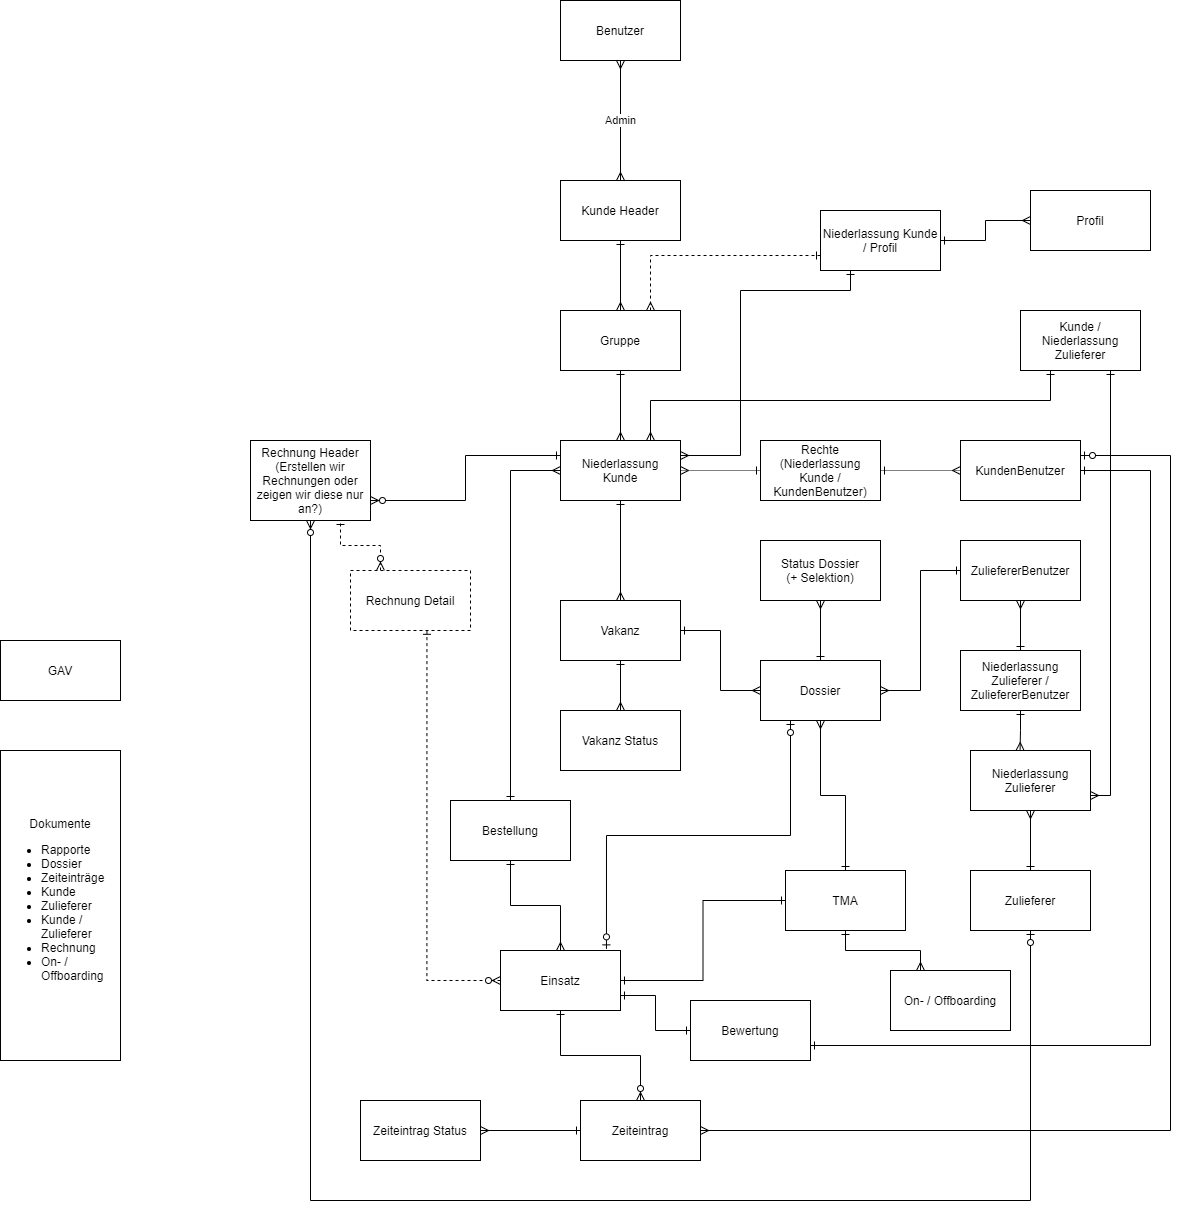 Benutzer
Admin
Kunde Header
Niederlassung Kunde
/ Profil
Profil
Gruppe
Kunde /
Niederlassung
Zulieferer
Rechnung Header
(Erstellen wir
Rechnungen oder
zeigen wir diese nur
an?)
Niederlassung
Kunde
Rechte
(Niederlassung
Kunde /
KundenBenutzer)
KundenBenutzer
Status Dossier
(+ Selektion)
ZuliefererBenutzer
Rechnung Detail
Vakanz
GAV
Dossier
Niederlassung
Zulieferer /
ZuliefererBenutzer
Vakanz Status
Niederlassung
Zulieferer
Dokumente
Rapporte
Dossier
Zeiteinträge
Kunde
Zulieferer
Kunde /
Zulieferer
Rechnung
On- /
Offboarding
Bestellung
TMA
Zulieferer
Einsatz
On- / Offboarding
Bewertung
Zeiteintrag Status
Zeiteintrag